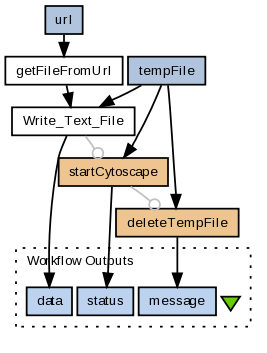 url
getFileFromUrl
tempFile
Write_Text_File
startCytoscape
deleteTempFile
Workflow Outputs
data
status
message